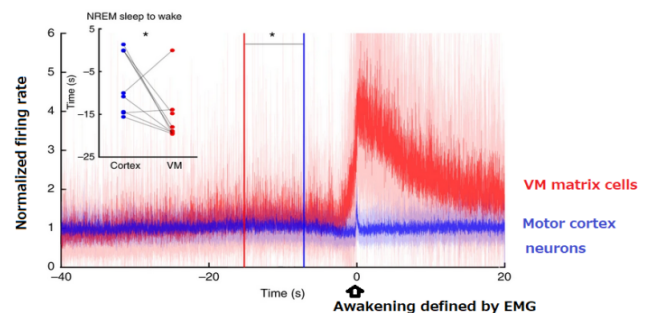 NREM sleep to wake
*
5
−5
−15
−25
Time (s)
Cortex
VM
*
6
5
4
3
2
1
0
Normalized firing rate
−40
−20
0
20
Time (s)
VM matrix cells
Motor cortex
neurons
Awakening defined by EMG